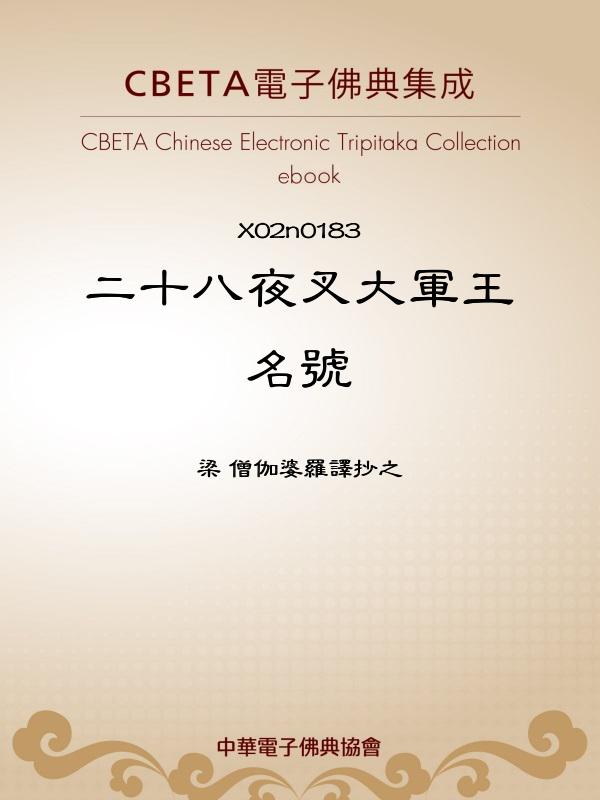 CBETA電子佛典集成
CBETA Chinese Electronic Tripitaka Collection
ebook
X02n0183
二十八夜叉大軍王
名號
梁 僧伽婆羅譯抄之
中華電子佛典協會